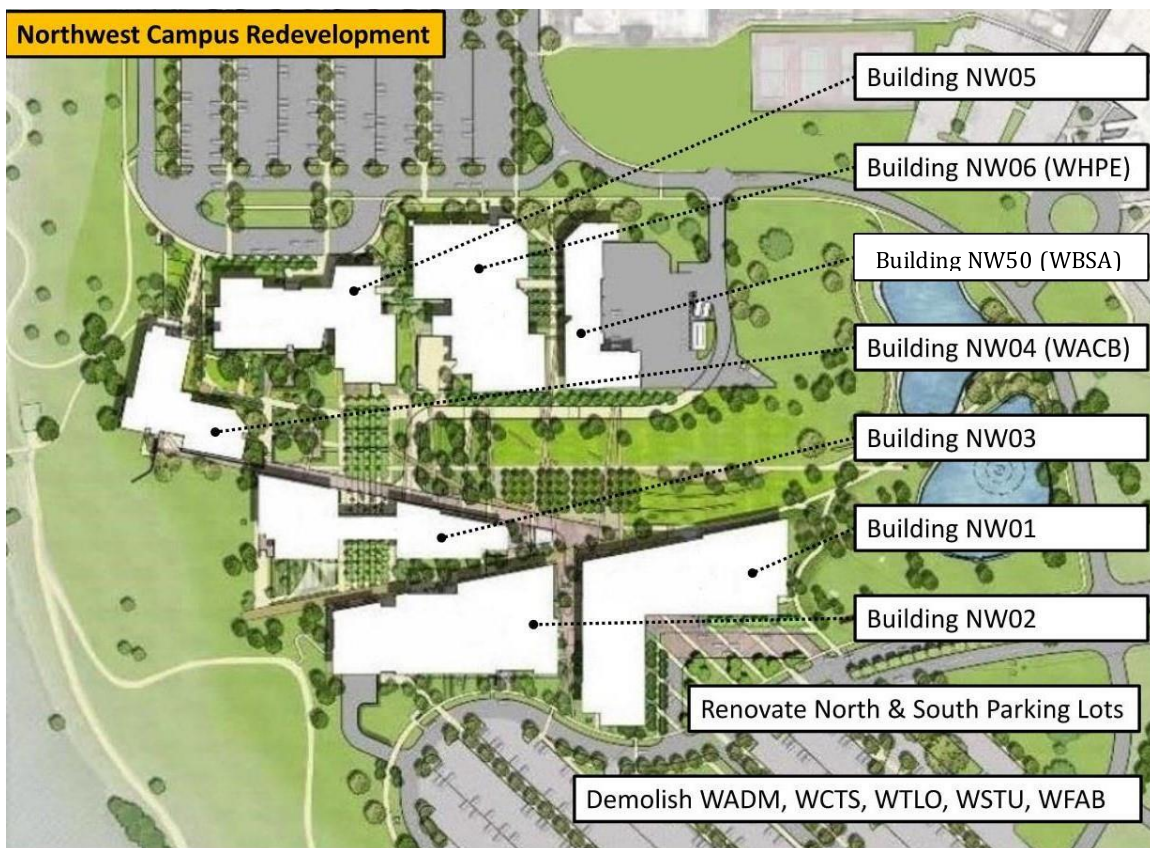 Northwest Campus Redevelopment
Building NW05
Building NW06 (WHPE)
Building NW50 (WBSA)
Building NW04 (WACB)
Building NW03
Building NW01
Building NW02
Renovate North & South Parking Lots
Demolish WADM, WCTS, WTLO, WSTU, WFAB